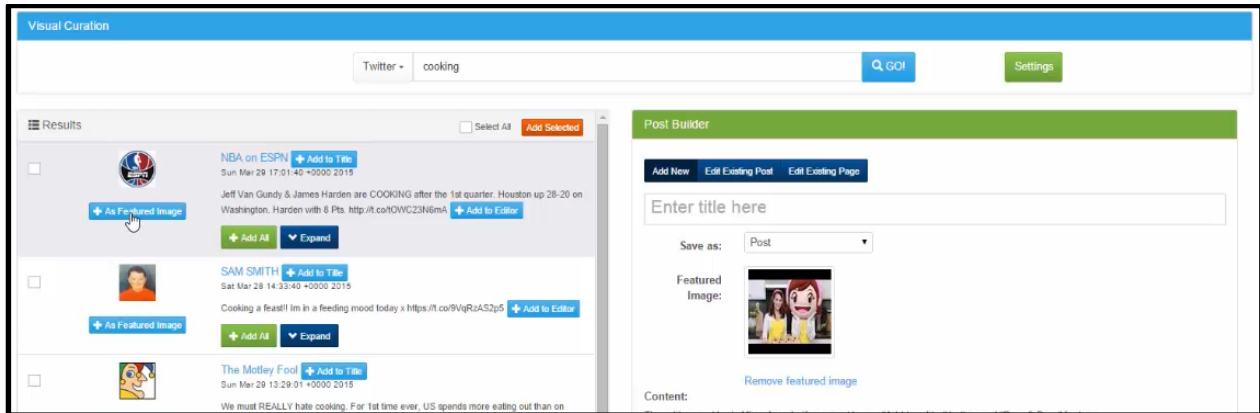 Visual Curation
Twitter
cooking
GO!
Settings
Results
Select All
Add Selected
NBA on ESPN
Add to Title
Sun Mar 29 17:01:40 +0000 2015
Jeff Van Gundy & James Harden are COOKING after the 1st quarter. Houston up 28-20 on
Washington. Harden with 8 Pts. http://t.co/tOWC23N6mA
Add to Editor
As Featured Image
Add All
Expand
SAM SMITH
Add to Title
Sat Mar 28 14:33:40 +0000 2015
Cooking a feast!! Im in a feeding mood today x https://t.co/9VqRzAS2p5
Add to Editor
As Featured Image
Add All
Expand
The Motley Fool
Add to Title
Sun Mar 29 13:29:01 +0000 2015
We must REALLY hate cooking. For 1st time ever, US spends more eating out than on
Post Builder
Add New
Edit Existing Post
Edit Existing Page
Enter title here
Save as:
Post
Featured
Image:
Remove featured image
Content: